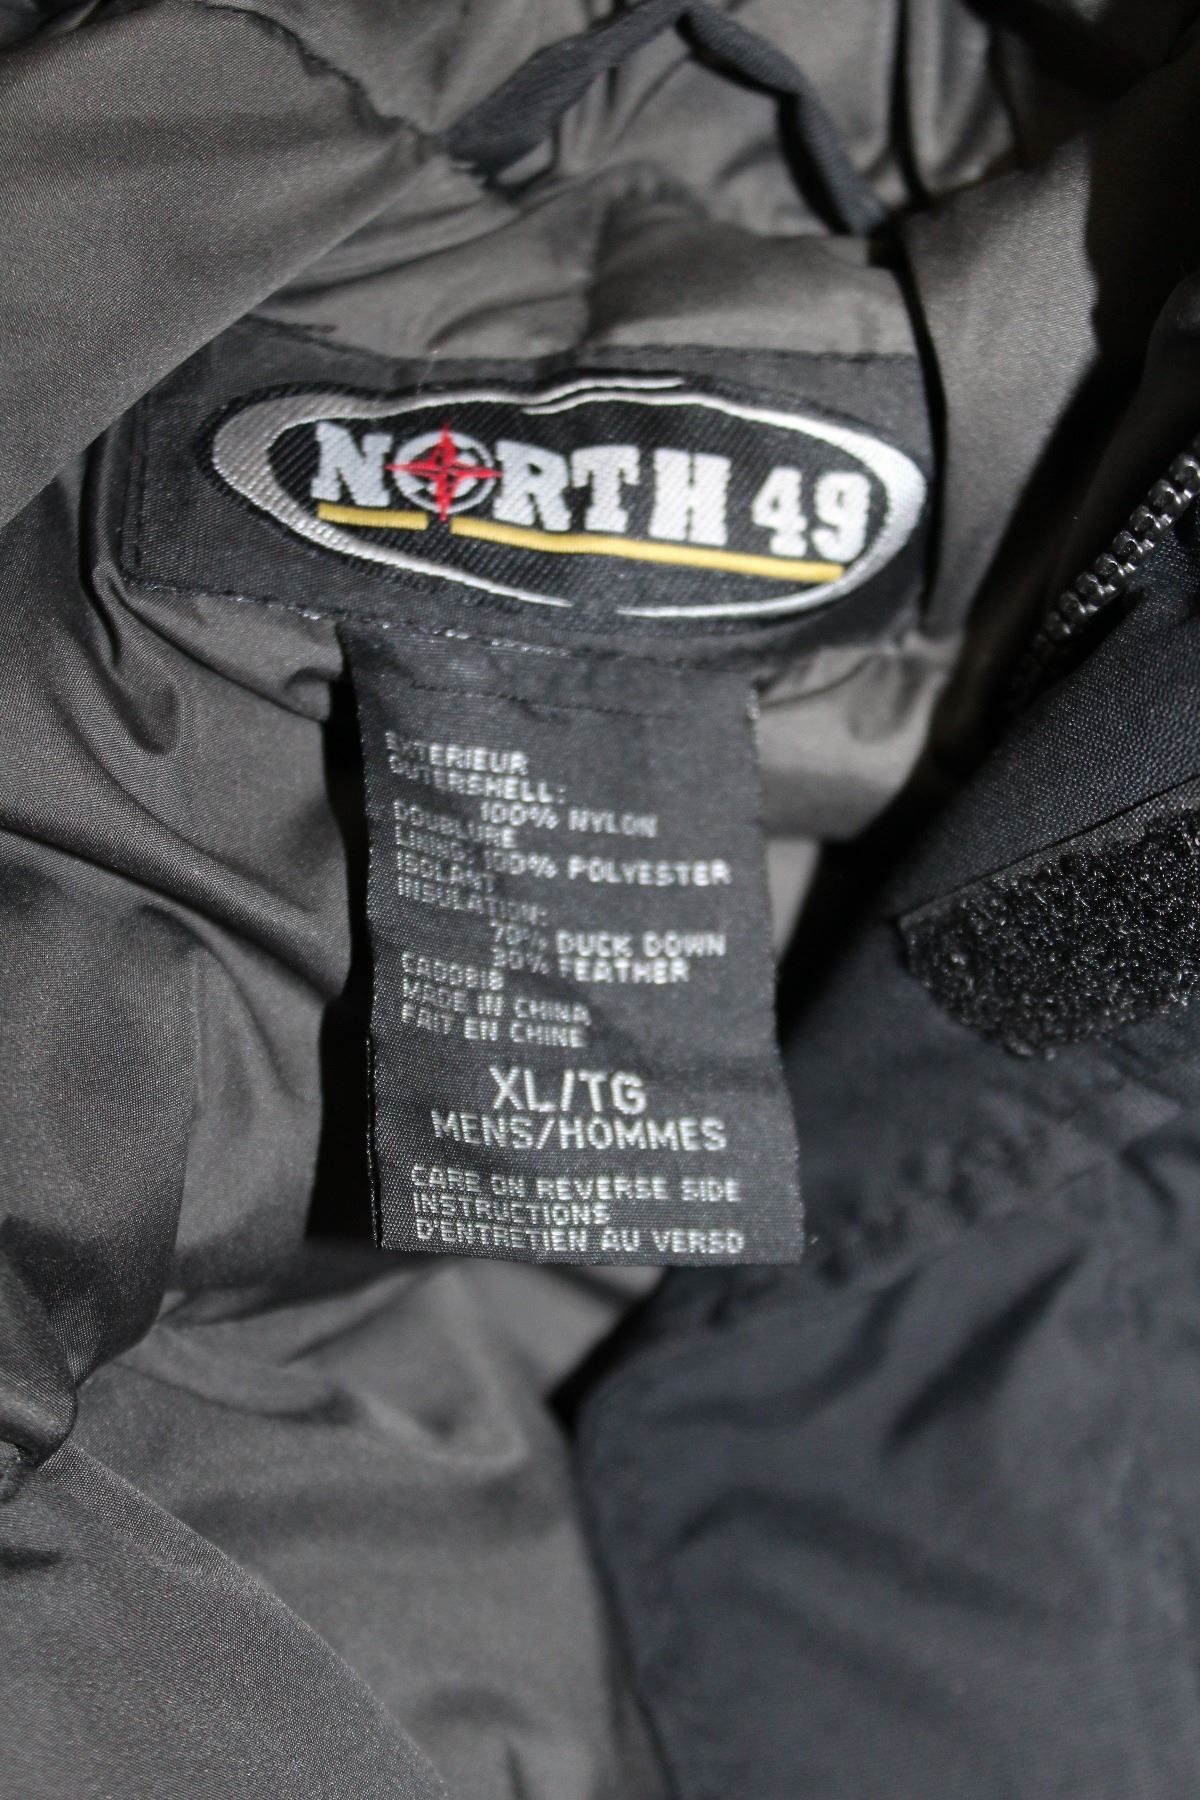 NORTH 49
EXTERIEUR
OUTERSHELL:
100% NYLON
DOUBLURE
LINING: 100% POLYESTER
ISOLANT
INSULATION:
70% DUCK DOWN
30% FEATHER
MADE IN CHINA
FAIT EN CHINE
XL/TG
MENS/HOMMES
CARE ON REVERSE SIDE
INSTRUCTIONS
D'ENTRETIEN AU VERSO